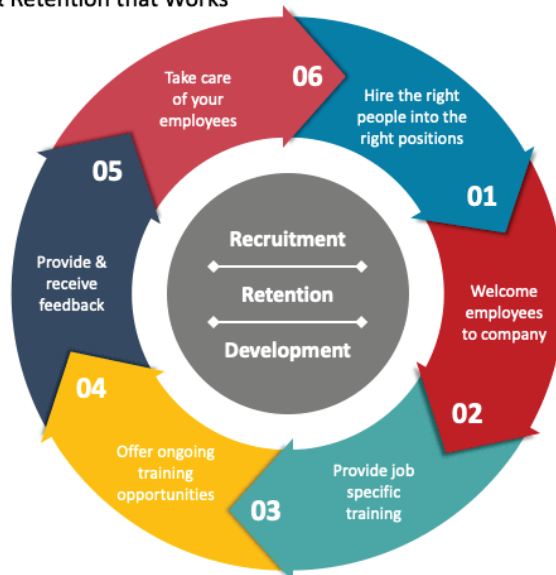 Retention that Works
06
Take care
of your
employees
Hire the right
people into the
right positions
01
Welcome
employees
to company
02
Provide job
specific
training
03
Offer ongoing
training
opportunities
04
Provide &
receive
feedback
05
Recruitment
Retention
Development